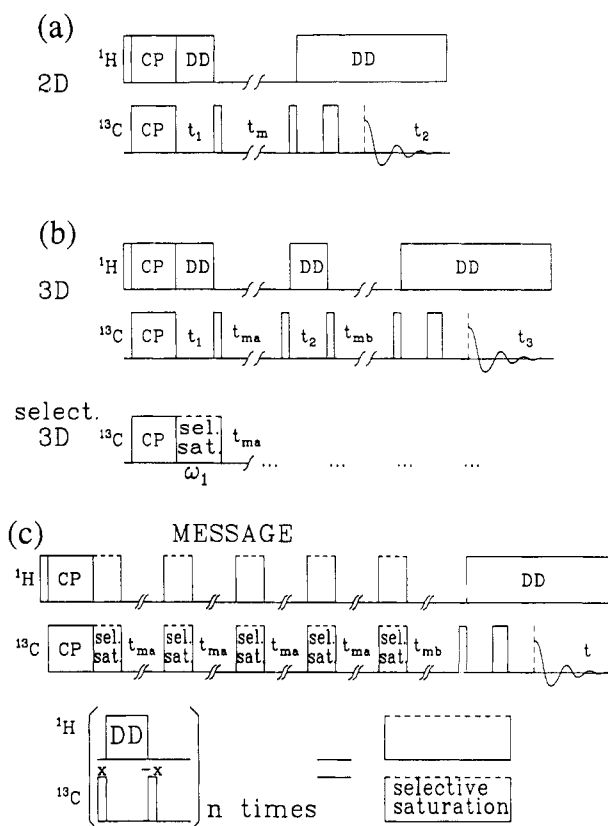 (a)
2D
¹H CP DD DD
¹³C CP t₁ tₘ t₂
(b)
3D
¹H CP DD DD DD
¹³C CP t₁ tₘₐ t₂ t_mb t₃
select.
3D
¹³C CP sel. sat. tₘₐ ... ... ... ...
ω₁
(c) MESSAGE
¹H CP DD
¹³C CP sel. sat. tₘₐ sel. sat. tₘₐ sel. sat. tₘₐ sel. sat. tₘₐ sel. sat. t_mb t
¹H DD
x -x =
¹³C n times
selective
saturation